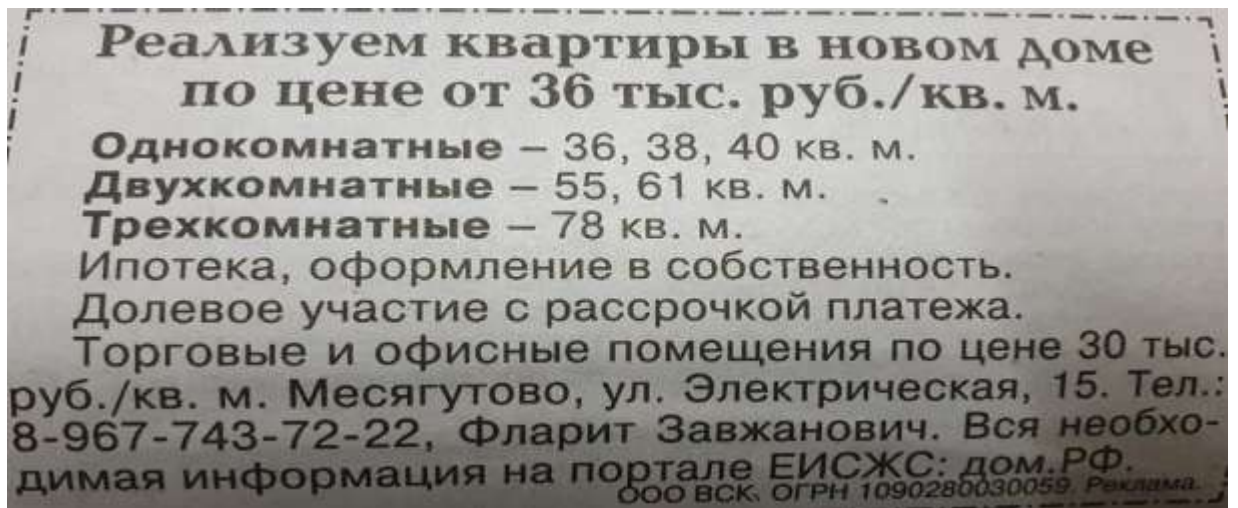 Реализуем квартиры в новом доме
по цене от 36 тыс. руб./кв. м.
Однокомнатные – 36, 38, 40 кв. м.
Двухкомнатные – 55, 61 кв. м.
Трехкомнатные – 78 кв. м.
Ипотека, оформление в собственность.
Долевое участие с рассрочкой платежа.
Торговые и офисные помещения по цене 30 тыс.
руб./кв. м. Месягутово, ул. Электрическая, 15. Тел.:
8-967-743-72-22, Фларит Завжанович. Вся необхо-
димая информация на портале ЕИСЖС: дом.РФ.
ООО ВСК. ОГРН 1090280030059. Реклама.